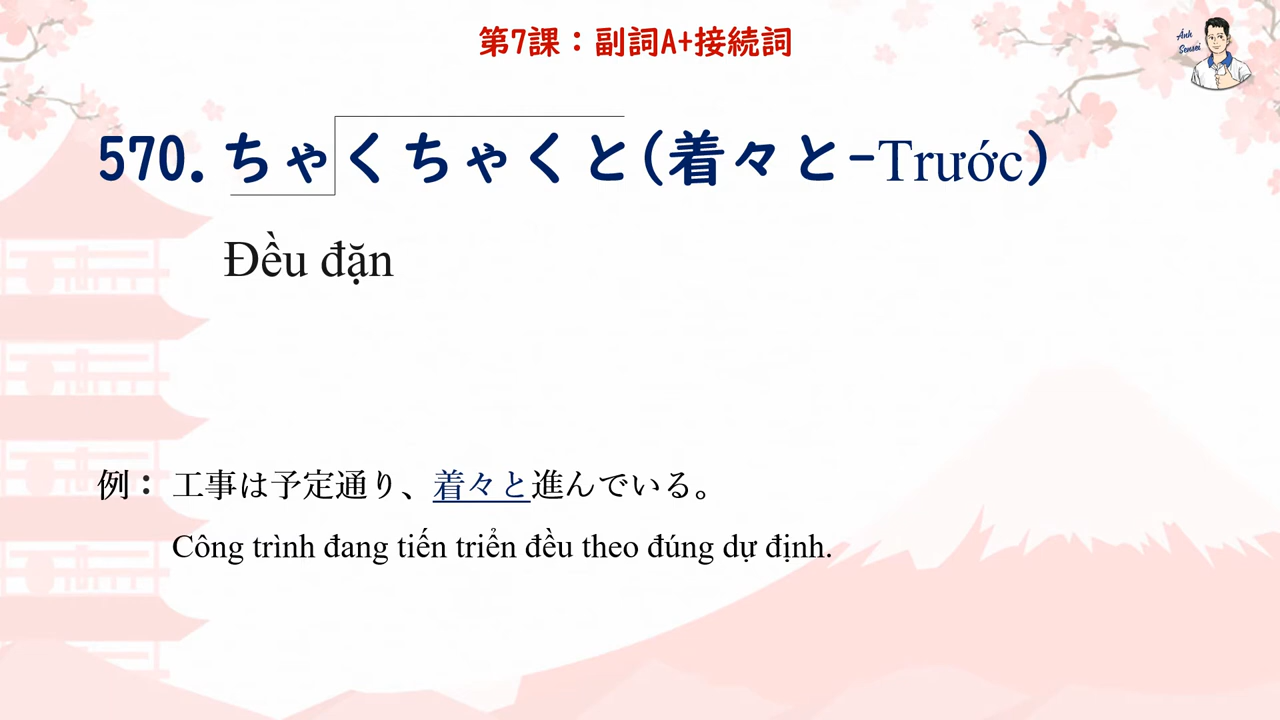 第7課：副詞A+接続詞
Anh
Sensei
570. ちゃくちゃくと(着々と-Trước)
Đều đặn
例： 工事は予定通り、着々と進んでいる。
Công trình đang tiến triển đều theo đúng dự định.